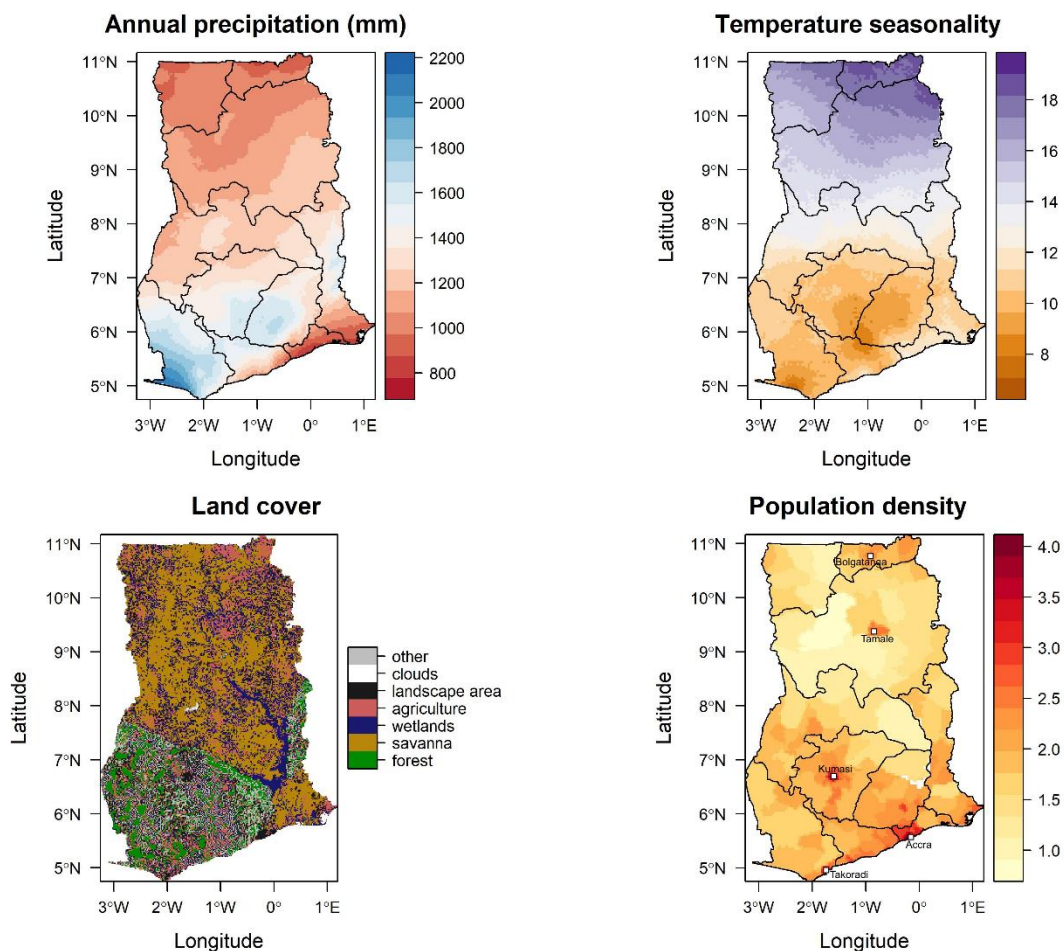 Annual precipitation (mm)
Latitude
11°N
10°N
9°N
8°N
7°N
6°N
5°N
3°W 2°W 1°W 0° 1°E
Longitude
2200
2000
1800
1600
1400
1200
1000
800
Temperature seasonality
Latitude
11°N
10°N
9°N
8°N
7°N
6°N
5°N
3°W 2°W 1°W 0° 1°E
Longitude
18
16
14
12
10
8
Land cover
Latitude
11°N
10°N
9°N
8°N
7°N
6°N
5°N
3°W 2°W 1°W 0° 1°E
Longitude
other
clouds
landscape area
agriculture
wetlands
savanna
forest
Population density
Latitude
11°N
10°N
9°N
8°N
7°N
6°N
5°N
Bolgatanga
Tamale
Kumasi
Accra
Takoradi
3°W 2°W 1°W 0° 1°E
Longitude
4.0
3.5
3.0
2.5
2.0
1.5
1.0